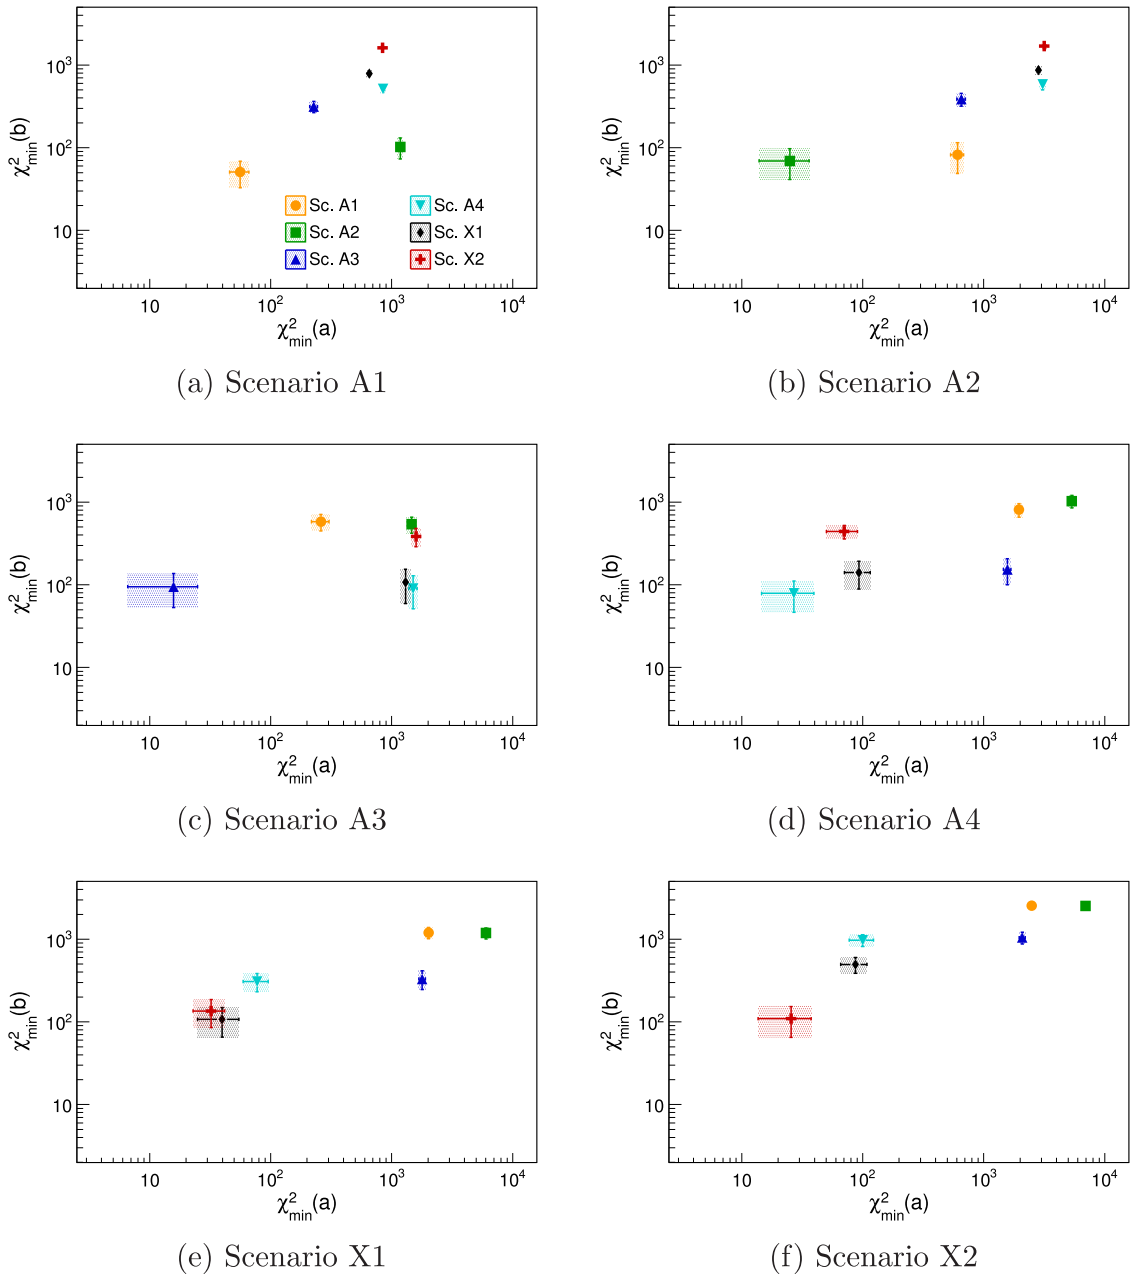 χ²min(b)
10³
10²
10
Sc. A1
Sc. A2
Sc. A3
Sc. A4
Sc. X1
Sc. X2
10 10² 10³ 10⁴
χ²min(a)
(a) Scenario A1
χ²min(b)
10³
10²
10
10 10² 10³ 10⁴
χ²min(a)
(b) Scenario A2
χ²min(b)
10³
10²
10
10 10² 10³ 10⁴
χ²min(a)
(c) Scenario A3
χ²min(b)
10³
10²
10
10 10² 10³ 10⁴
χ²min(a)
(d) Scenario A4
χ²min(b)
10³
10²
10
10 10² 10³ 10⁴
χ²min(a)
(e) Scenario X1
χ²min(b)
10³
10²
10
10 10² 10³ 10⁴
χ²min(a)
(f) Scenario X2